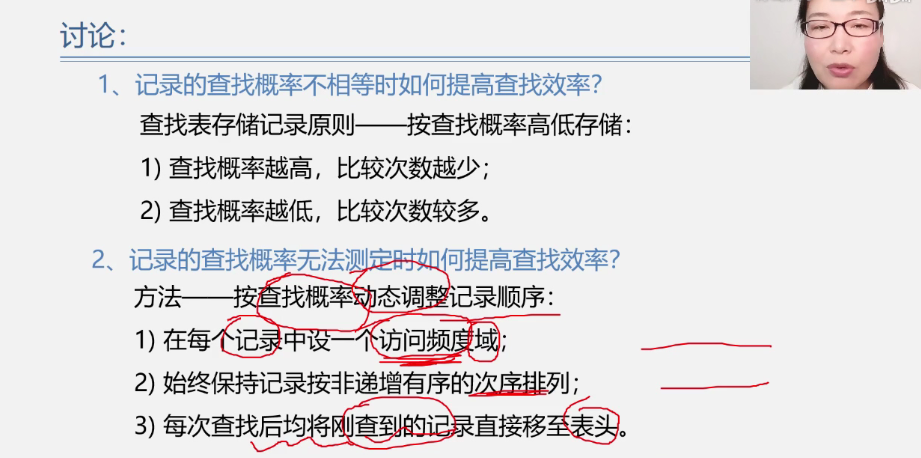 讨论：
1、记录的查找概率不相等时如何提高查找效率？
查找表存储记录原则——按查找概率高低存储：
1) 查找概率越高，比较次数越少；
2) 查找概率越低，比较次数较多。
2、记录的查找概率无法测定时如何提高查找效率？
方法——按查找概率动态调整记录顺序：
1) 在每个记录中设一个访问频度域；
2) 始终保持记录按非递增有序的次序排列；
3) 每次查找后均将刚查到的记录直接移至表头。